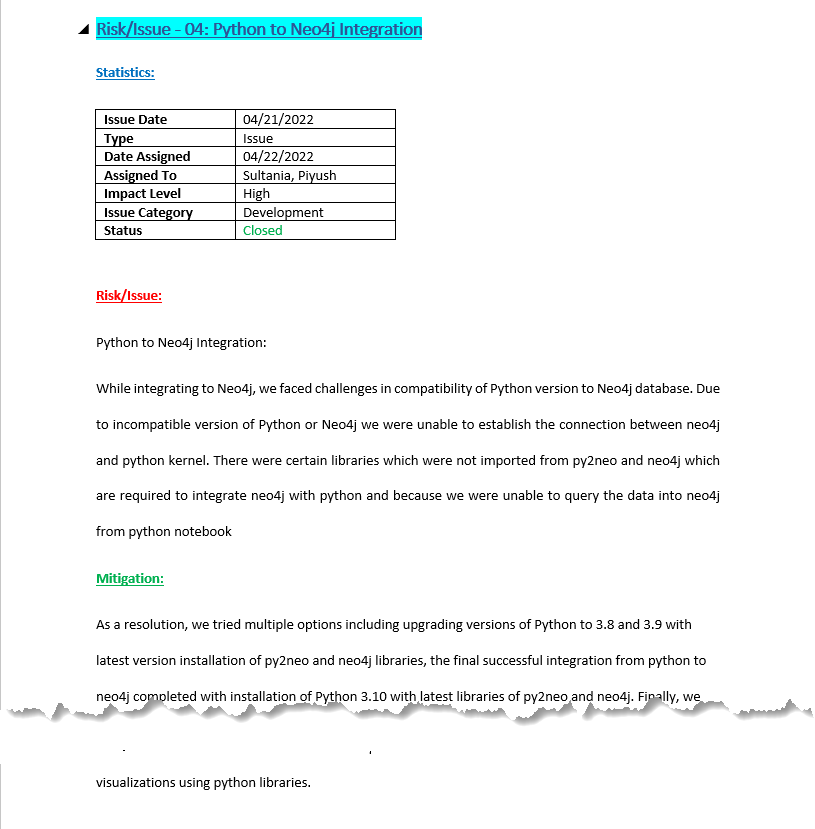 Risk/Issue - 04: Python to Neo4j Integration
Statistics:
Issue Date 04/21/2022
Type Issue
Date Assigned 04/22/2022
Assigned To Sultania, Piyush
Impact Level High
Issue Category Development
Status Closed
Risk/Issue:
Python to Neo4j Integration:
While integrating to Neo4j, we faced challenges in compatibility of Python version to Neo4j database. Due
to incompatible version of Python or Neo4j we were unable to establish the connection between neo4j
and python kernel. There were certain libraries which were not imported from py2neo and neo4j which
are required to integrate neo4j with python and because we were unable to query the data into neo4j
from python notebook
Mitigation:
As a resolution, we tried multiple options including upgrading versions of Python to 3.8 and 3.9 with
latest version installation of py2neo and neo4j libraries, the final successful integration from python to
neo4j completed with installation of Python 3.10 with latest libraries of py2neo and neo4j. Finally, we
visualizations using python libraries.